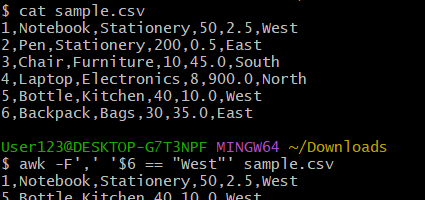 $ cat sample.csv
1,Notebook,Stationery,50,2.5,West
2,Pen,Stationery,200,0.5,East
3,Chair,Furniture,10,45.0,South
4,Laptop,Electronics,8,900.0,North
5,Bottle,Kitchen,40,10.0,West
6,Backpack,Bags,30,35.0,East
User123@DESKTOP-G7T3NPF MINGW64 ~/Downloads
$ awk -F',' '$6 == "West"' sample.csv
1,Notebook,Stationery,50,2.5,West
5,Bottle,Kitchen,40,10.0,West